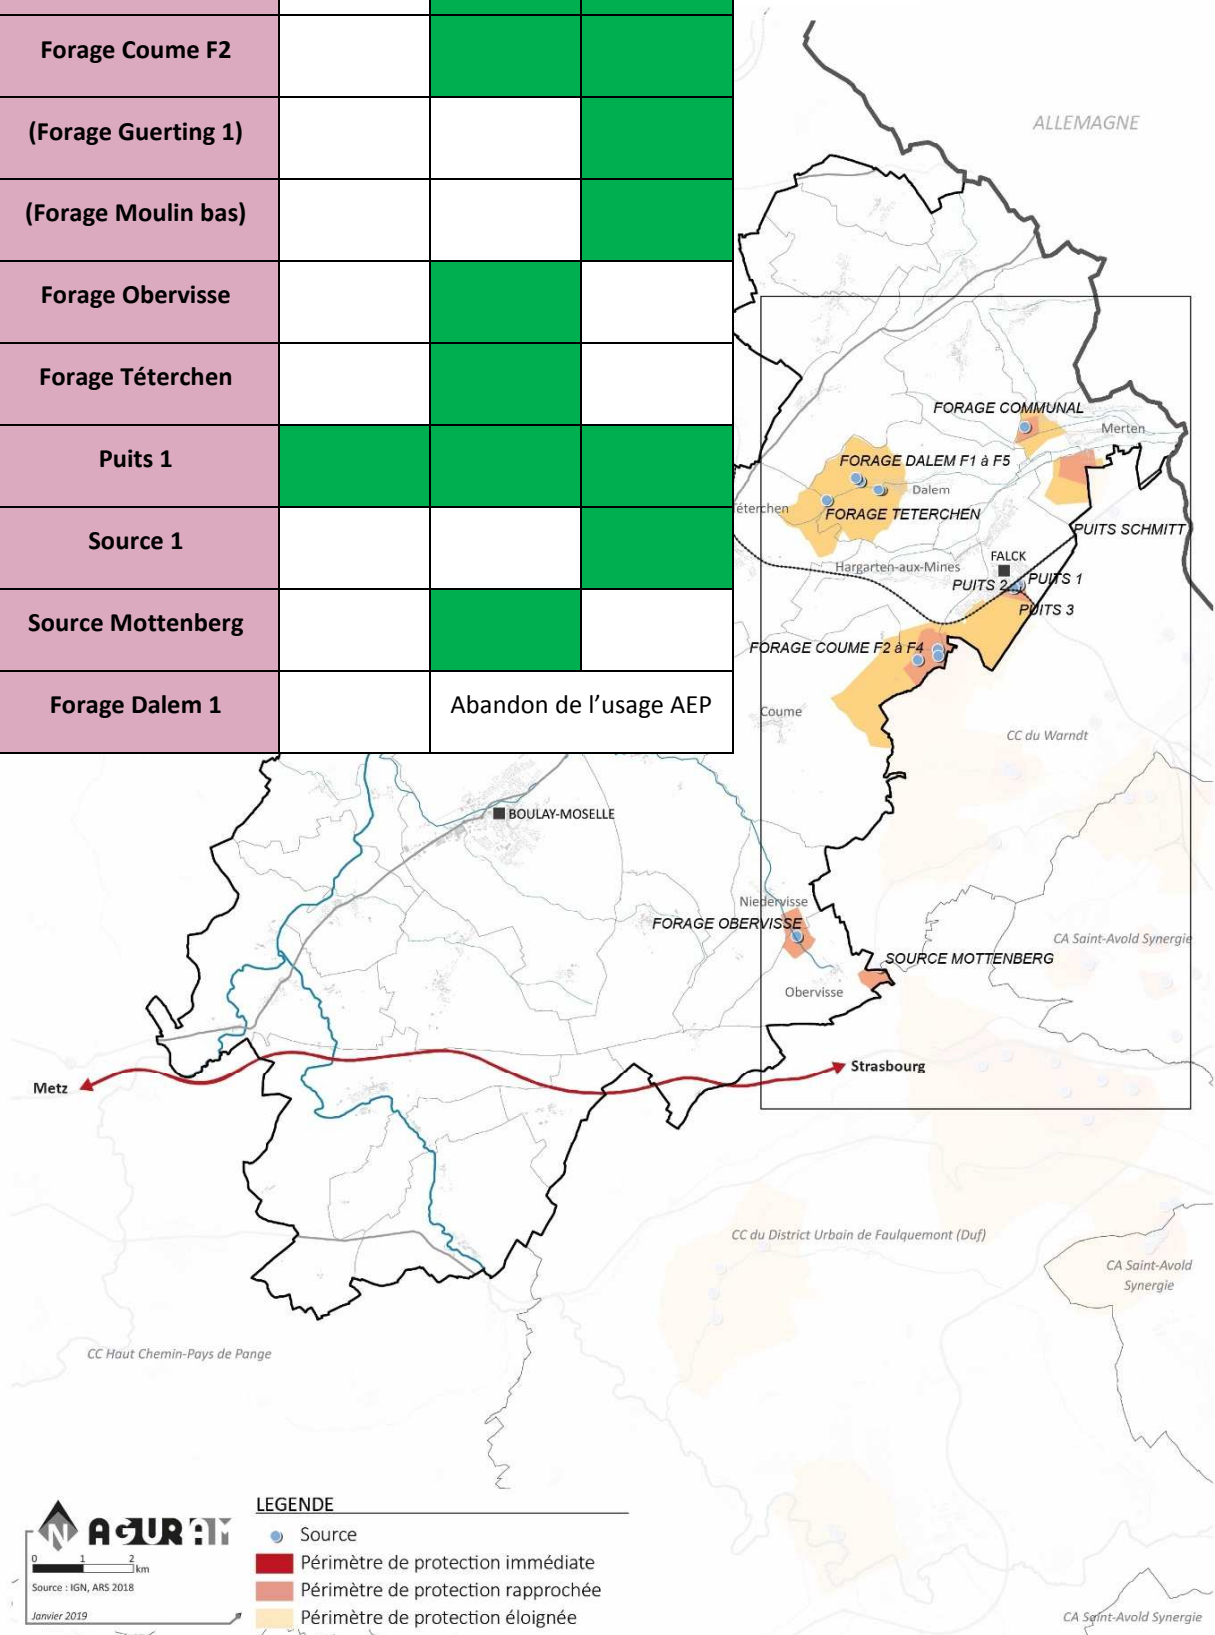 Forage Coume F2
(Forage Guerting 1)
(Forage Moulin bas)
Forage Obervisse
Forage Téterchen
Puits 1
Source 1
Source Mottenberg
Forage Dalem 1
Abandon de l'usage AEP
ALLEMAGNE
FORAGE COMMUNAL
Merten
FORAGE DALEM F1 à F5
Dalem
éterchen
FORAGE TETERCHEN
PUITS SCHMITT
FALCK
Hargarten-aux-Mines
PUITS 2
PUITS 1
PUITS 3
FORAGE COUME F2 à F4
Coume
CC du Warndt
BOULAY-MOSELLE
Niedervisse
FORAGE OBERVISSE
CA Saint-Avold Synergie
SOURCE MOTTENBERG
Obervisse
Metz
Strasbourg
CC du District Urbain de Faulquemont (Duf)
CA Saint-Avold
Synergie
CC Haut Chemin-Pays de Pange
N AGURAM
0 1 2
km
Source : IGN, ARS 2018
Janvier 2019
LEGENDE
Source
Périmètre de protection immédiate
Périmètre de protection rapprochée
Périmètre de protection éloignée
CA Saint-Avold Synergie